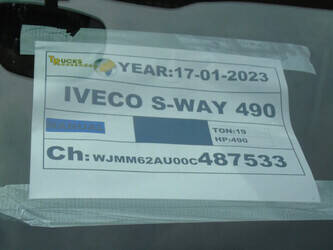 TRUCKS
YEAR:17-01-2023
IVECO S-WAY 490
TON:19
HP:490
Ch:WJMM62AU00C487533